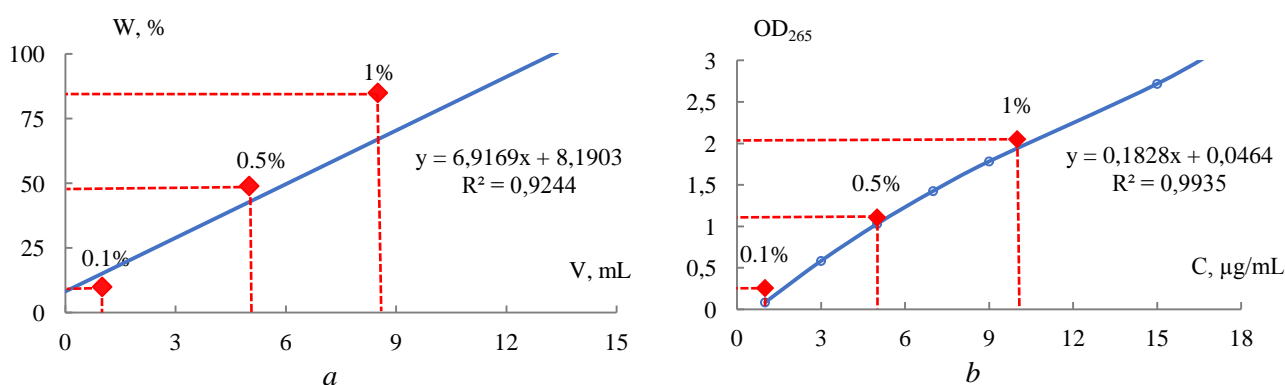 W, %
100
75
50
25
0
0 3 6 9 12 15
0.1%
0.5%
1%
y = 6,9169x + 8,1903
R² = 0,9244
V, mL
a
OD₂₆₅
3
2,5
2
1,5
1
0,5
0
0 3 6 9 12 15 18
0.1%
0.5%
1%
y = 0,1828x + 0,0464
R² = 0,9935
C, µg/mL
b